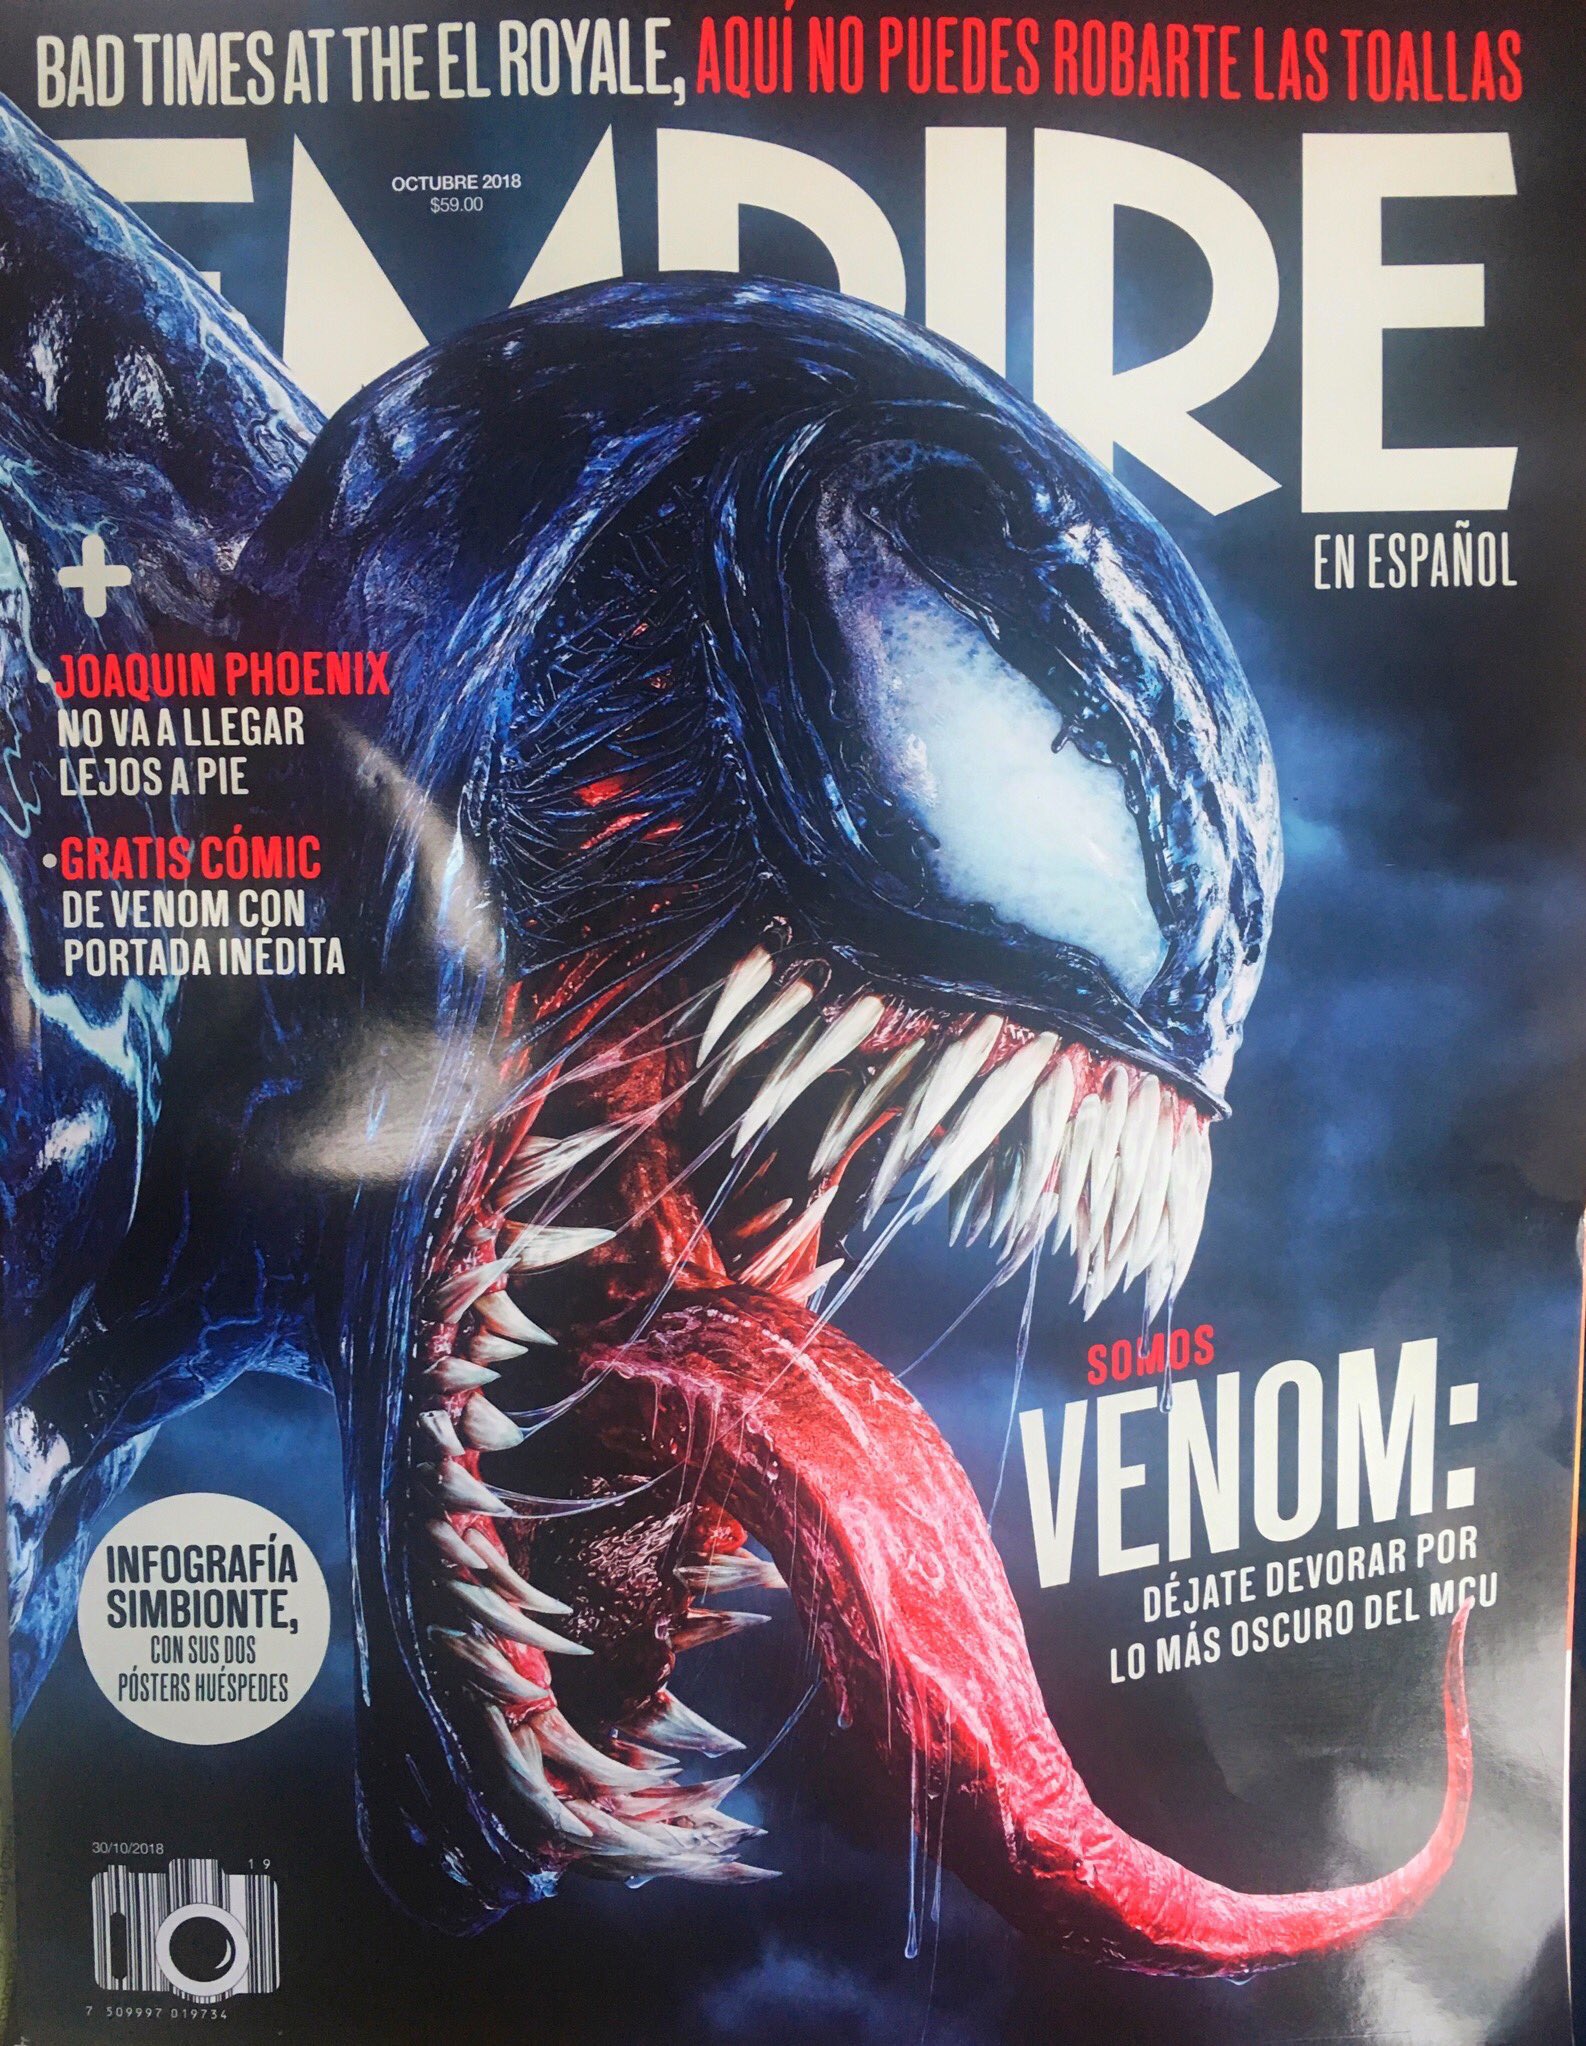 BAD TIMES AT THE EL ROYALE, AQUÍ NO PUEDES ROBARTE LAS TOALLAS
EMPIRE
OCTUBRE 2018
$59.00
EN ESPAÑOL
+
• JOAQUIN PHOENIX
NO VA A LLEGAR
LEJOS A PIE
• GRATIS CÓMIC
DE VENOM CON
PORTADA INÉDITA
SOMOS
VENOM:
DÉJATE DEVORAR POR
LO MÁS OSCURO DEL MCU
INFOGRAFÍA
SIMBIONTE,
CON SUS DOS
PÓSTERS HUÉSPEDES
30/10/2018
19
7 509997 019734